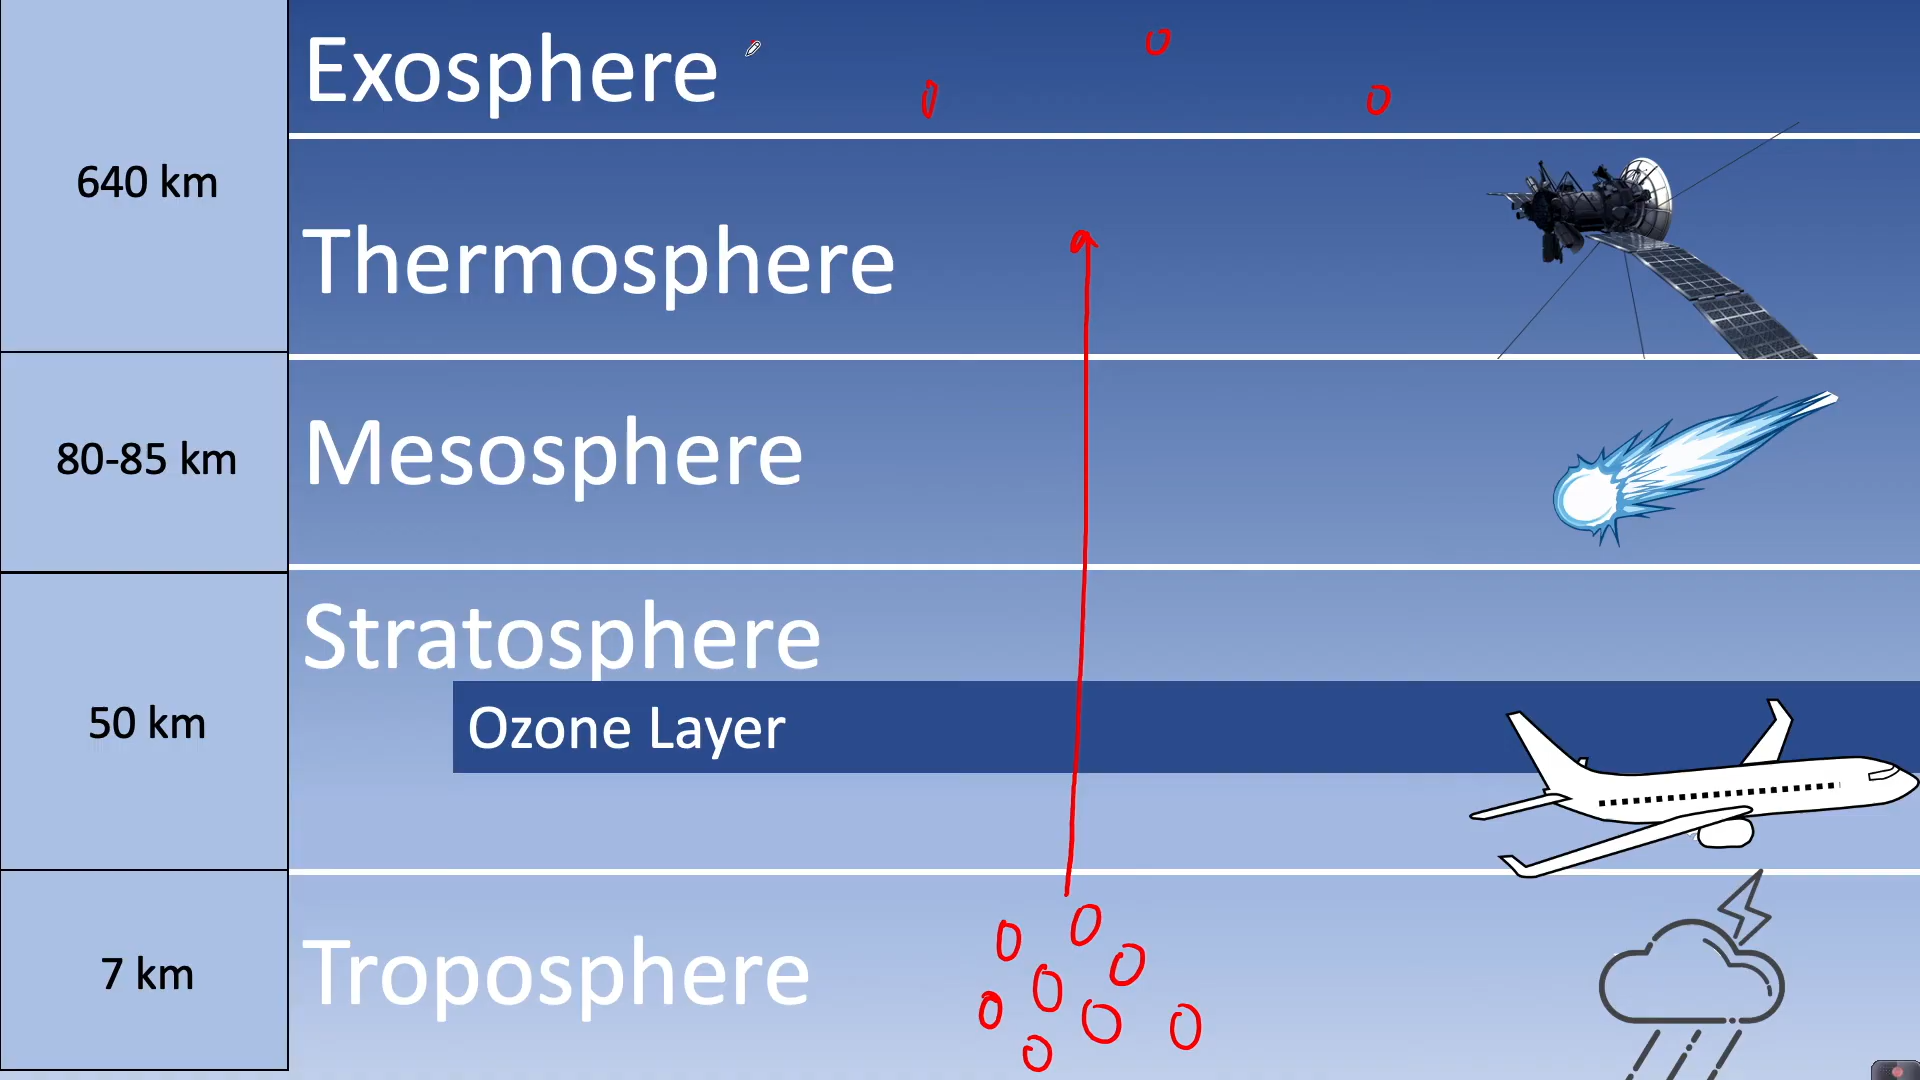 Exosphere
640 km
Thermosphere
80-85 km
Mesosphere
Stratosphere
50 km
Ozone Layer
7 km
Troposphere